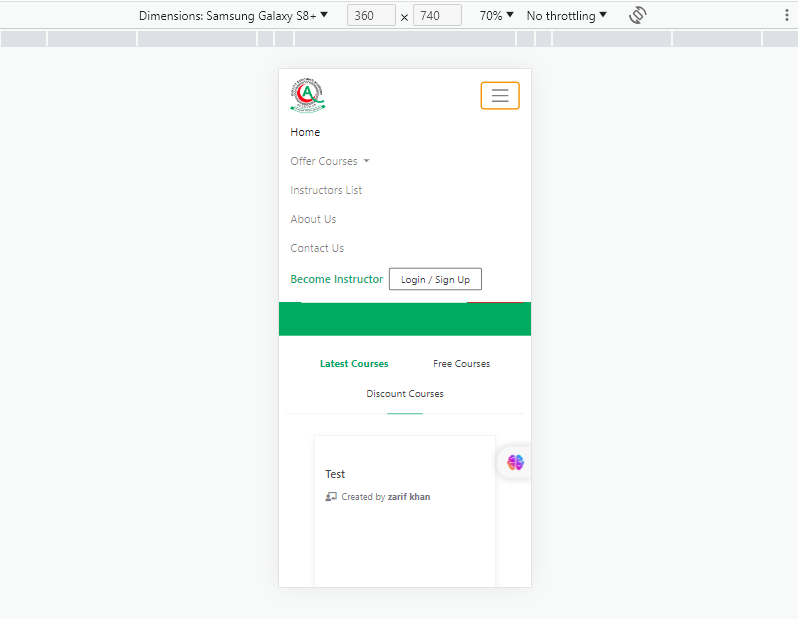 Dimensions: Samsung Galaxy S8+ 360 x 740 70% No throttling
A
Home
Offer Courses
Instructors List
About Us
Contact Us
Become Instructor Login / Sign Up
Latest Courses Free Courses
Discount Courses
Test
Created by zarif khan